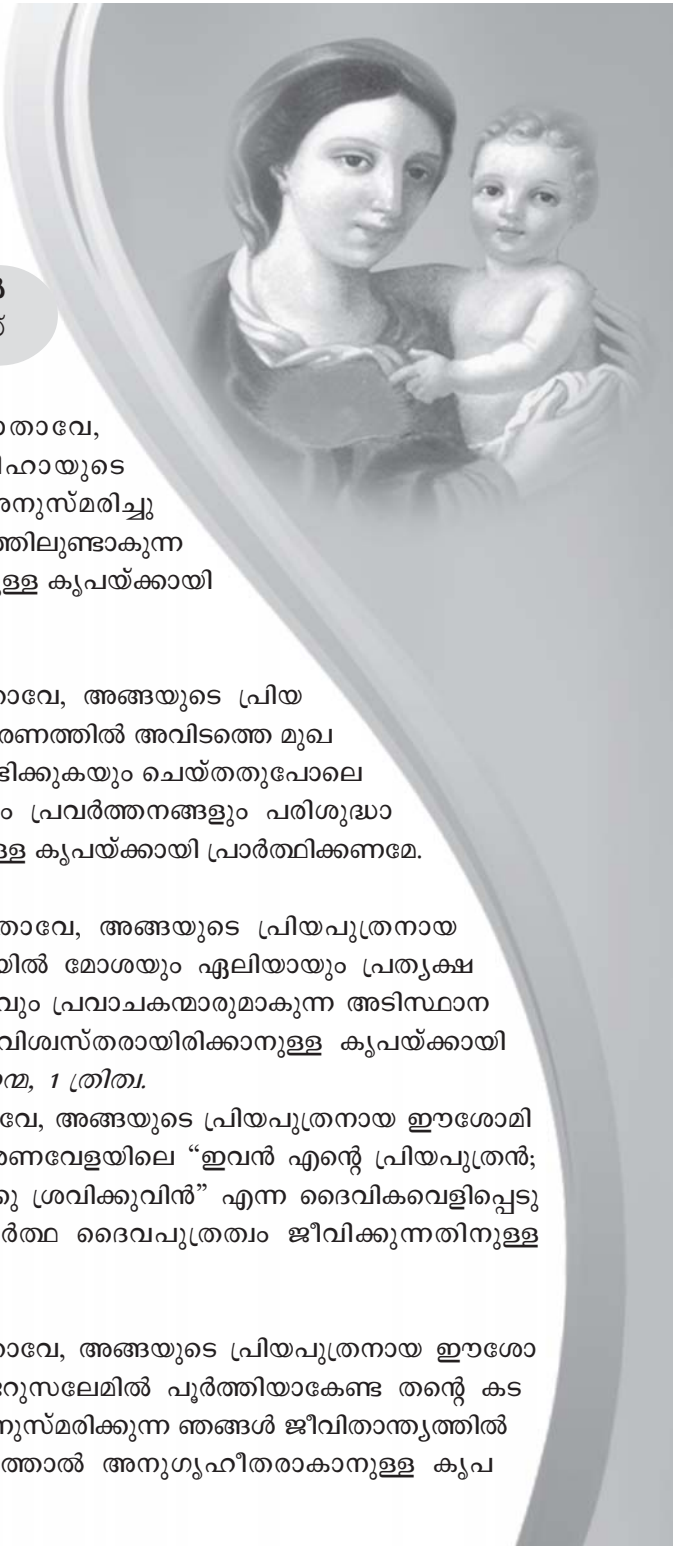 ർ
്
ാതാവേ,
ിഹായുടെ
അനുസ്മരിച്ചു
ത്തിലുണ്ടാകുന്ന
ുള്ള കൃപയ്ക്കായി
ാവേ, അങ്ങയുടെ പ്രിയ
രണത്തിൽ അവിടത്തെ മുഖ
ഭിക്കുകയും ചെയ്തതുപോലെ
ം പ്രവർത്തനങ്ങളും പരിശുദ്ധാ
ള്ള കൃപയ്ക്കായി പ്രാർത്ഥിക്കണമേ.
താവേ, അങ്ങയുടെ പ്രിയപുത്രനായ
യിൽ മോശയും ഏലിയായും പ്രത്യക്ഷ
വും പ്രവാചകന്മാരുമാകുന്ന അടിസ്ഥാന
വിശ്വസ്തരായിരിക്കാനുള്ള കൃപയ്ക്കായി
ന്മ, 1 ത്രിത്വ.
വേ, അങ്ങയുടെ പ്രിയപുത്രനായ ഈശോമി
രണവേളയിലെ “ഇവൻ എന്റെ പ്രിയപുത്രൻ;
ക്കു ശ്രവിക്കുവിൻ” എന്ന ദൈവികവെളിപ്പെടു
ർത്ഥ ദൈവപുത്രത്വം ജീവിക്കുന്നതിനുള്ള
ാവേ, അങ്ങയുടെ പ്രിയപുത്രനായ ഈശോ
റുസലേമിൽ പൂർത്തിയാകേണ്ട തന്റെ കട
നുസ്മരിക്കുന്ന ഞങ്ങൾ ജീവിതാന്ത്യത്തിൽ
ത്താൽ അനുഗൃഹീതരാകാനുള്ള കൃപ